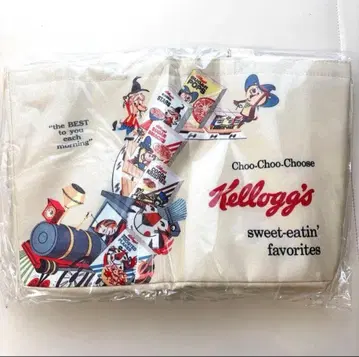 "the BEST
to you
each
morning"
Choo-Choo-Choose
Kellogg's
sweet-eatin'
favorites